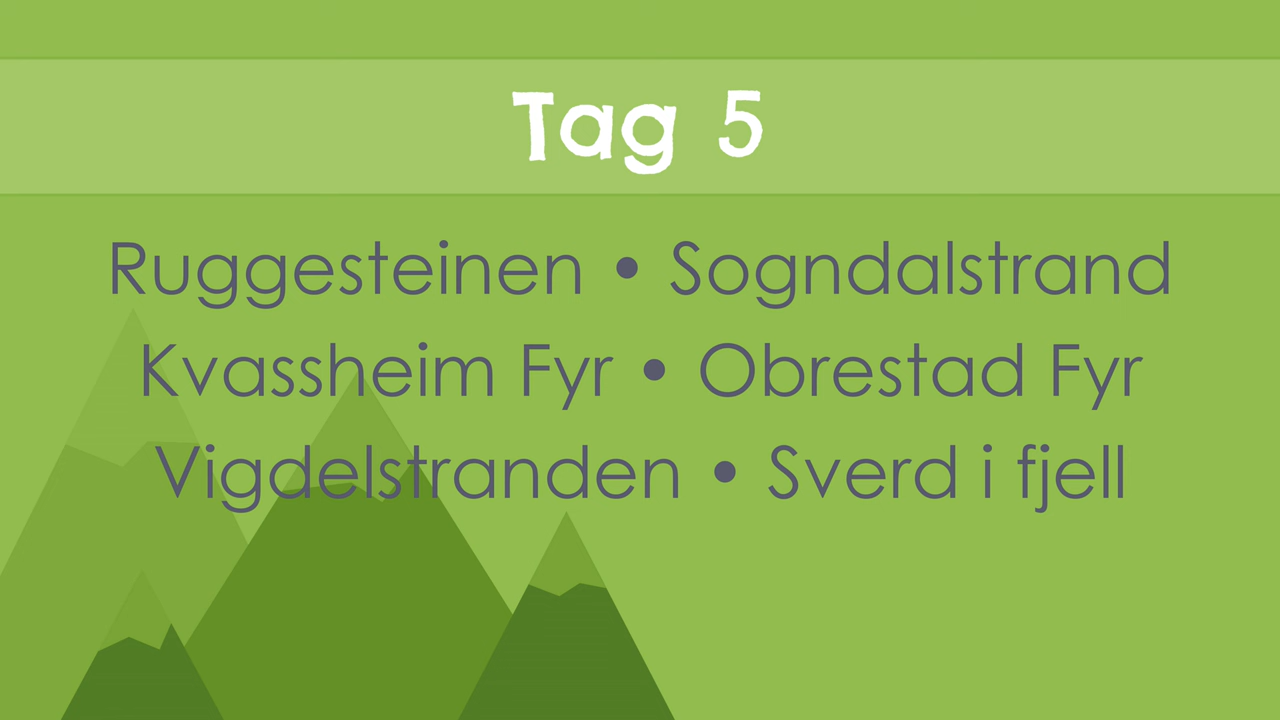 Tag 5
Ruggesteinen • Sogndalstrand
Kvassheim Fyr • Obrestad Fyr
Vigdelstranden • Sverd i fjell